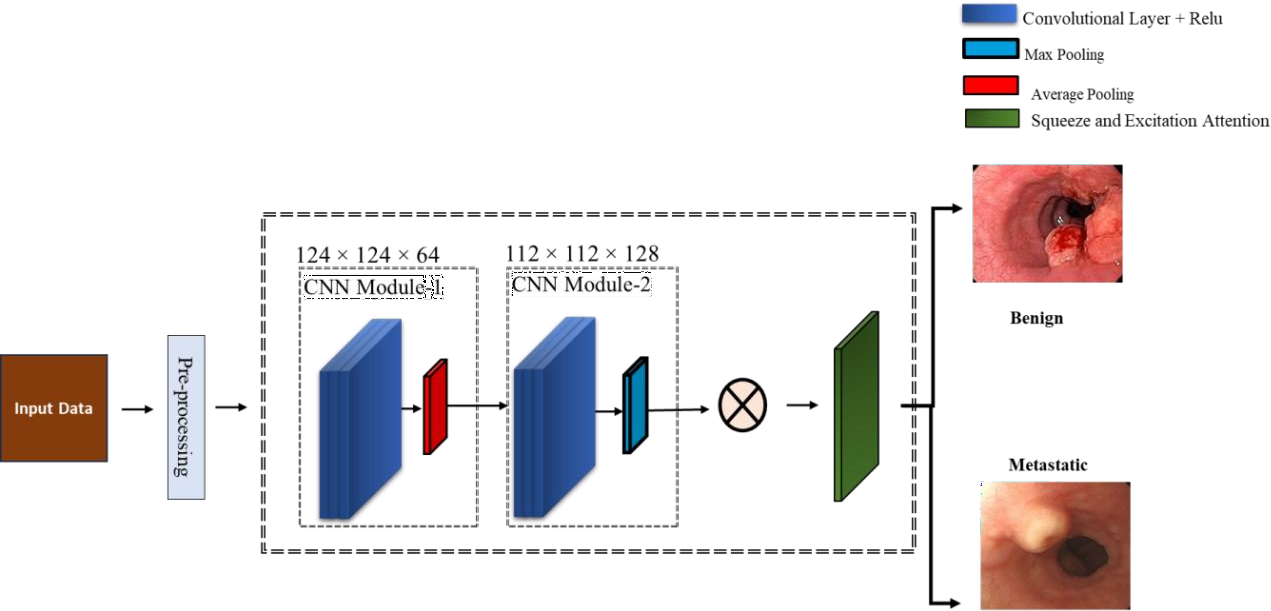 Convolutional Layer + Relu
Max Pooling
Average Pooling
Squeeze and Excitation Attention
124 × 124 × 64
CNN Module-1
112 × 112 × 128
CNN Module-2
Input Data
Pre-processing
Benign
Metastatic